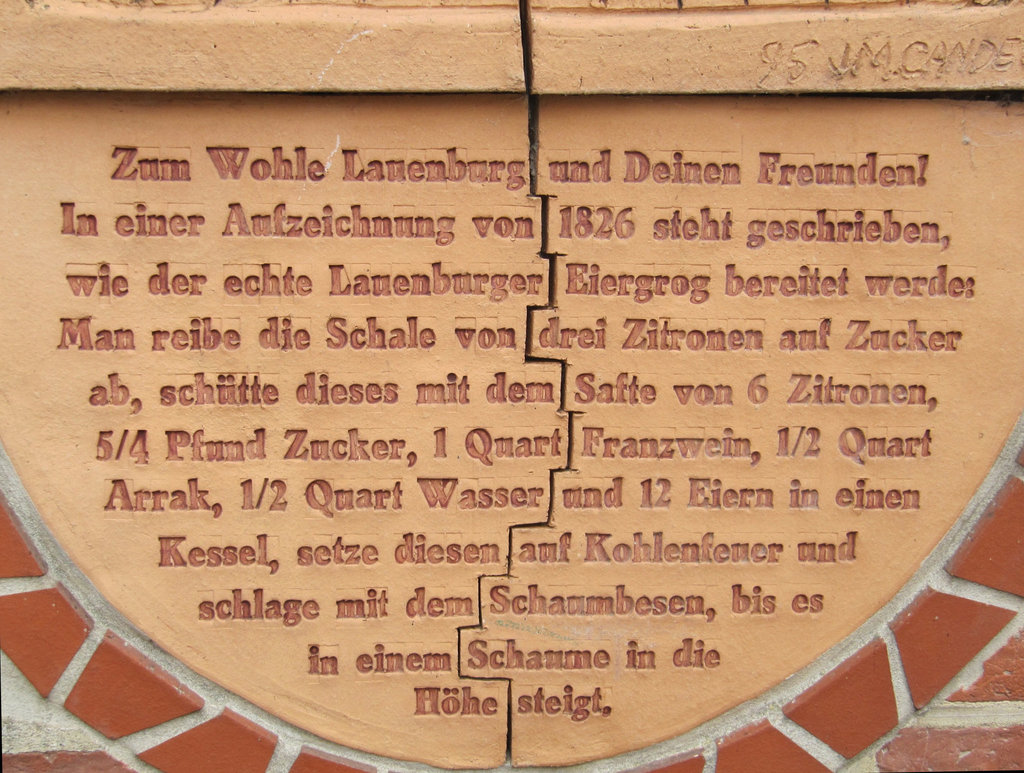 95 J.M. CANDE
Zum Wohle Lauenburg und Deinen Freunden!
In einer Aufzeichnung von 1826 steht geschrieben,
wie der echte Lauenburger Eiergrog bereitet werde:
Man reibe die Schale von drei Zitronen auf Zucker
ab, schütte dieses mit dem Safte von 6 Zitronen,
5/4 Pfund Zucker, 1 Quart Franzwein, 1/2 Quart
Arrak, 1/2 Quart Wasser und 12 Eiern in einen
Kessel, setze diesen auf Kohlenfeuer und
schlage mit dem Schaumbesen, bis es
in einem Schaume in die
Höhe steigt.